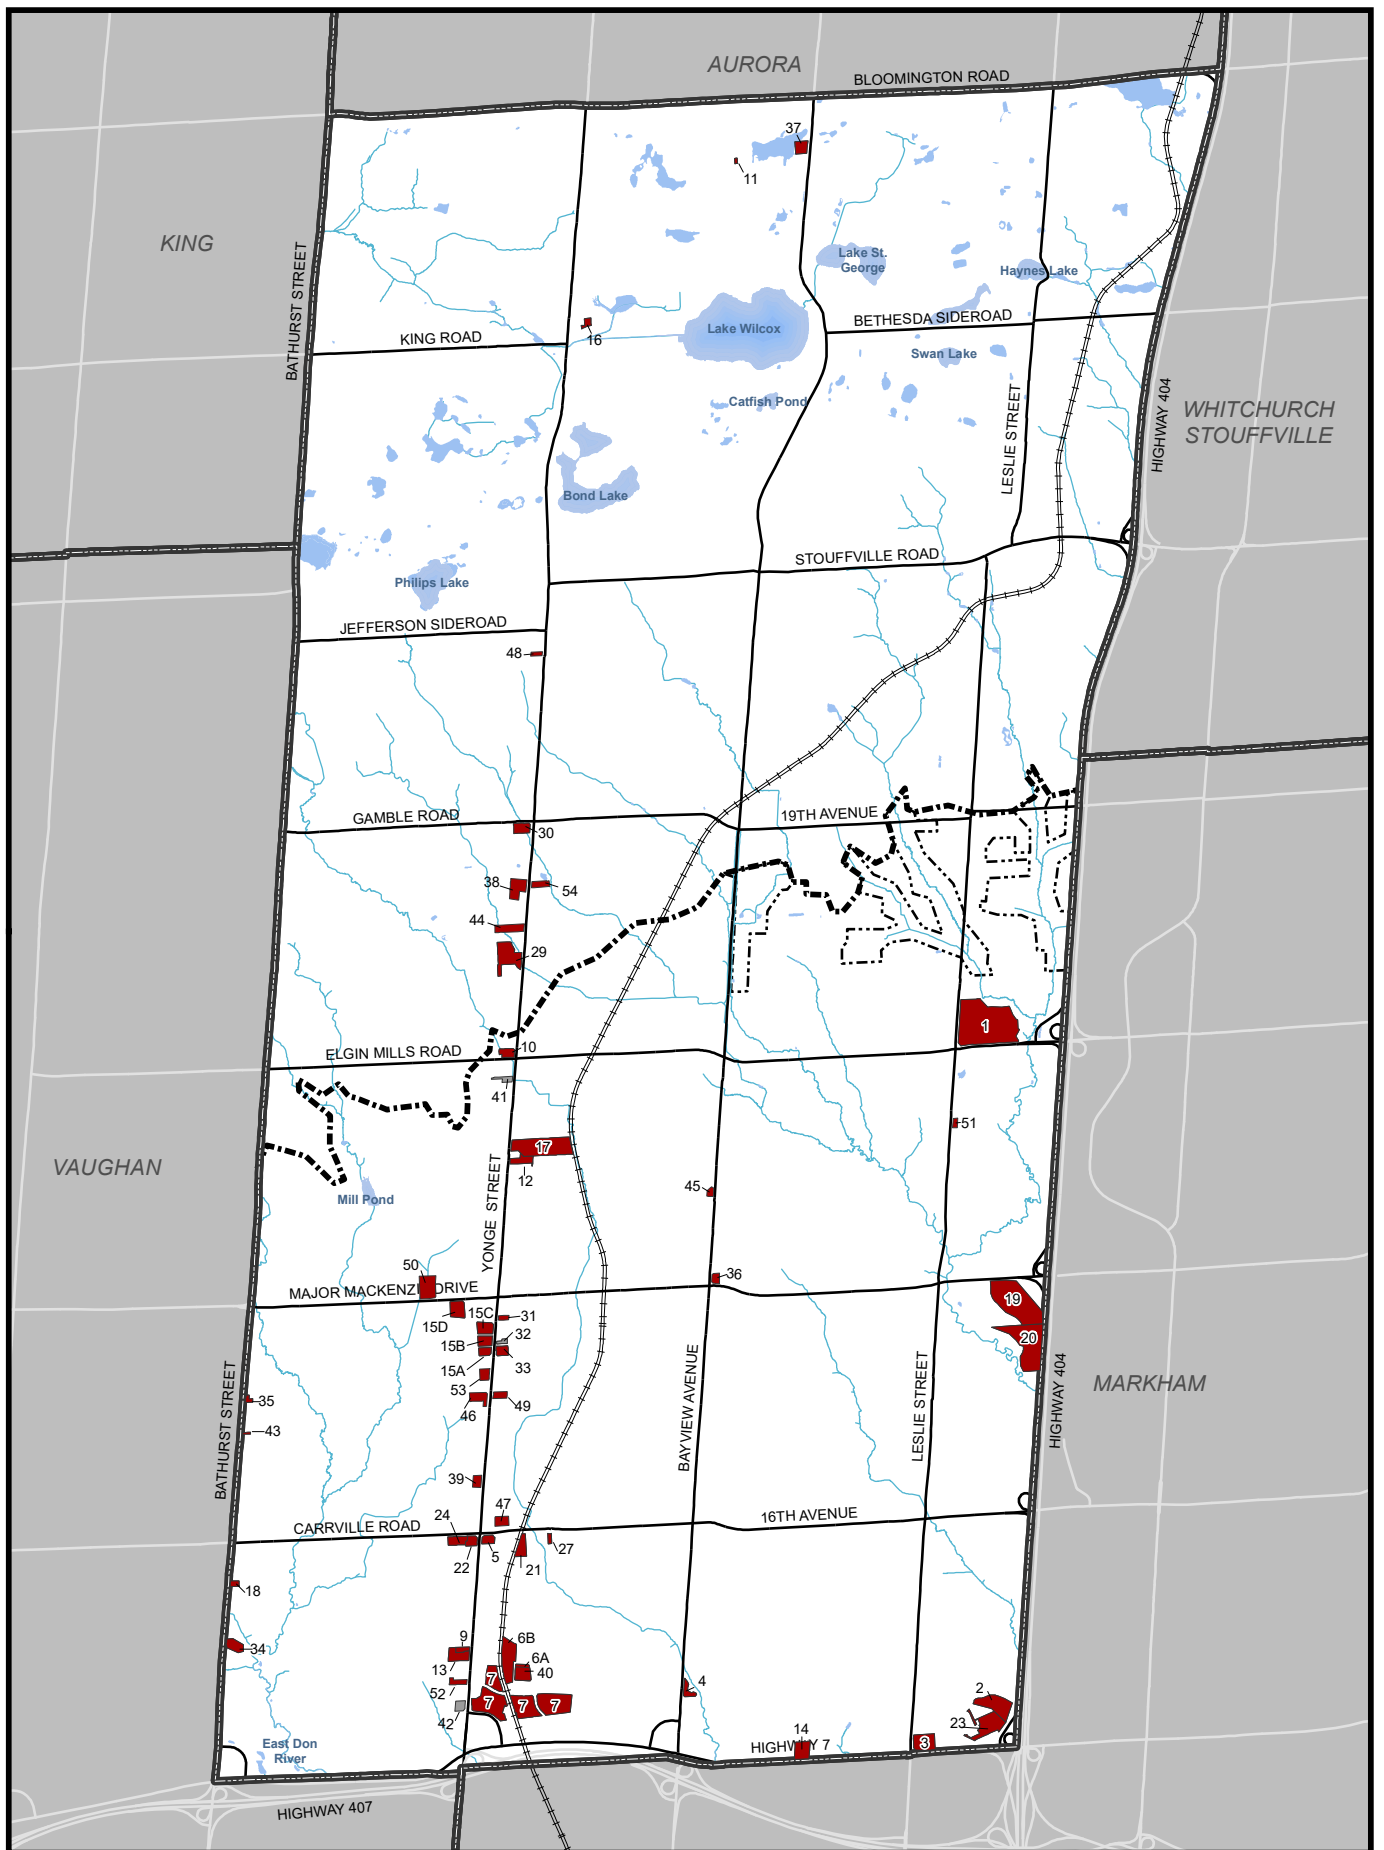 AURORA
BLOOMINGTON ROAD
37
11
KING
BATHURST STREET
Lake St.
George
Haynes Lake
Lake Wilcox
BETHESDA SIDEROAD
KING ROAD
16
Swan Lake
Catfish Pond
LESLIE STREET
HIGHWAY 404
WHITCHURCH
STOUFFVILLE
Bond Lake
STOUFFVILLE ROAD
Philips Lake
JEFFERSON SIDEROAD
48
GAMBLE ROAD
19TH AVENUE
30
38
54
44
29
1
10
ELGIN MILLS ROAD
41
51
17
12
VAUGHAN
YONGE STREET
45
Mill Pond
50
36
MAJOR MACKENZIE DRIVE
19
15C
31
15D
32
20
15B
33
15A
53
BAYVIEW AVENUE
LESLIE STREET
HIGHWAY 404
MARKHAM
BATHURST STREET
35
49
46
43
39
47
24
16TH AVENUE
CARRVILLE ROAD
5
27
22
21
18
9
6B
34
6A
13
40
7
4
52
2
7
7
7
42
23
14
East Don
River
HIGHWAY 7
3
HIGHWAY 407